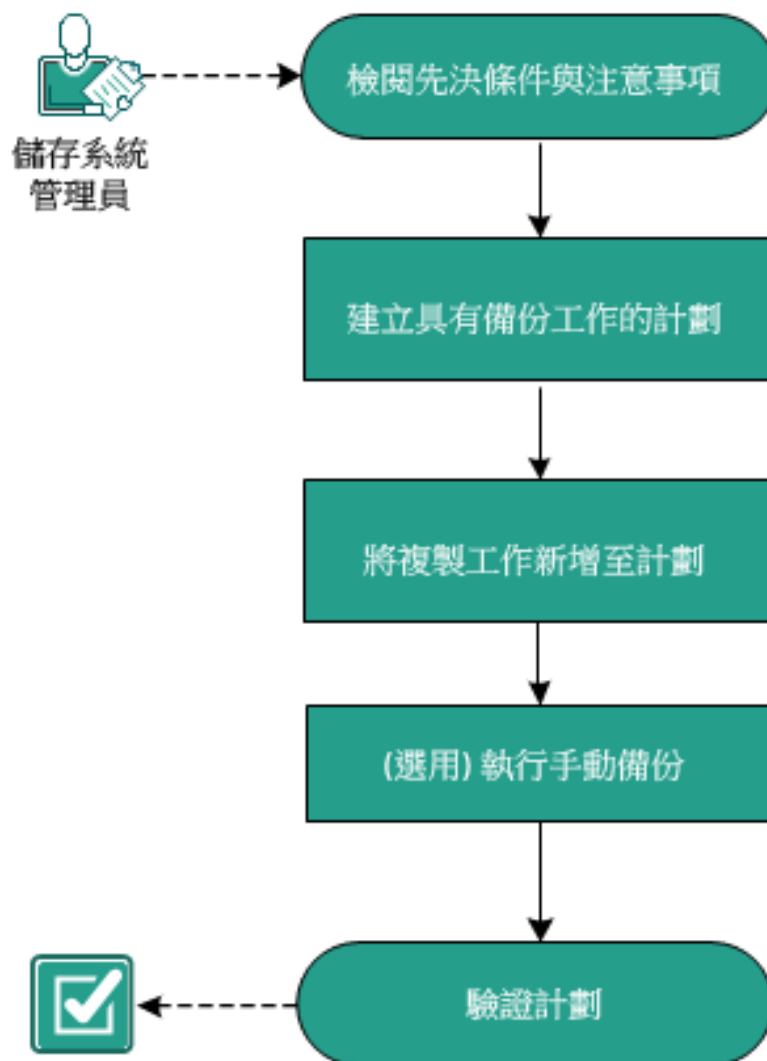 檢閱先決條件與注意事項
儲存系統
管理員
建立具有備份工作的計劃
將複製工作新增至計劃
(選用) 執行手動備份
驗證計劃